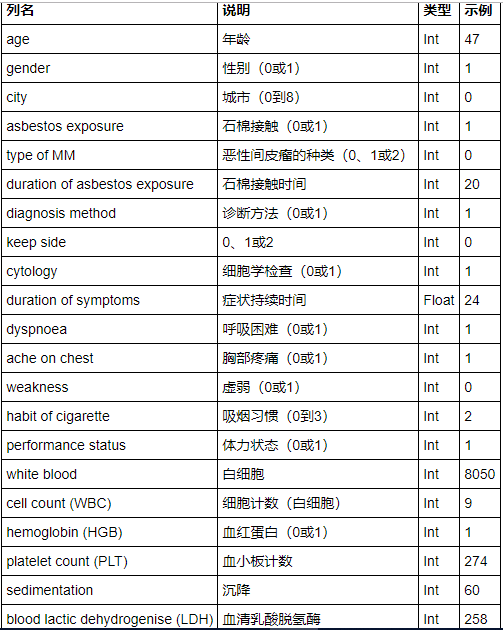 列名 说明 类型 示例
age 年龄 Int 47
gender 性别（0或1） Int 1
city 城市（0到8） Int 0
asbestos exposure 石棉接触（0或1） Int 1
type of MM 恶性间皮瘤的种类（0、1或2） Int 0
duration of asbestos exposure 石棉接触时间 Int 20
diagnosis method 诊断方法（0或1） Int 1
keep side 0、1或2 Int 0
cytology 细胞学检查（0或1） Int 1
duration of symptoms 症状持续时间 Float 24
dyspnoea 呼吸困难（0或1） Int 1
ache on chest 胸部疼痛（0或1） Int 1
weakness 虚弱（0或1） Int 0
habit of cigarette 吸烟习惯（0到3） Int 2
performance status 体力状态（0或1） Int 1
white blood 白细胞 Int 8050
cell count (WBC) 细胞计数（白细胞） Int 9
hemoglobin (HGB) 血红蛋白（0或1） Int 1
platelet count (PLT) 血小板计数 Int 274
sedimentation 沉降 Int 60
blood lactic dehydrogenise (LDH) 血清乳酸脱氢酶 Int 258